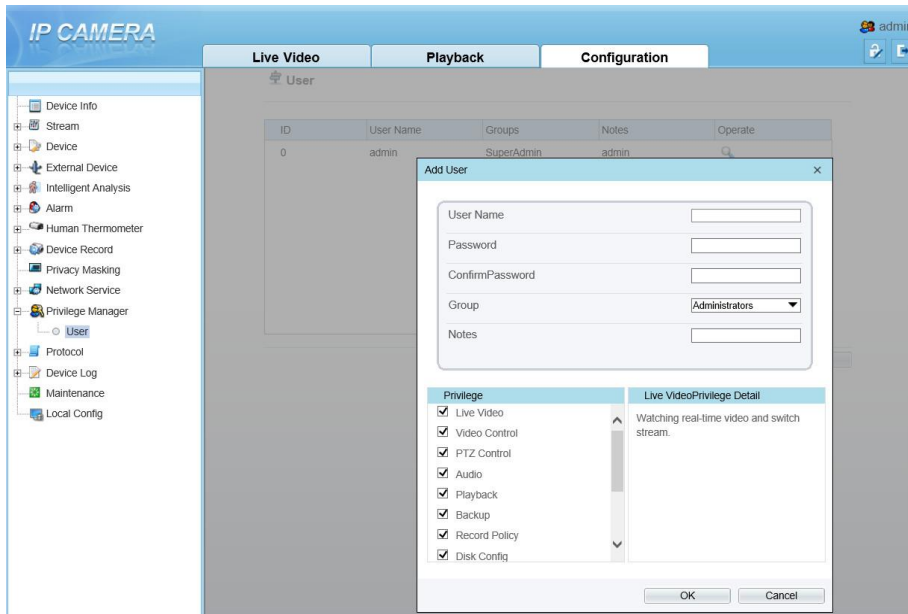 IP CAMERA
admin
Live Video
Playback
Configuration
User
Device Info
Stream
Device
External Device
Intelligent Analysis
Alarm
Human Thermometer
Device Record
Privacy Masking
Network Service
Privilege Manager
User
Protocol
Device Log
Maintenance
Local Config
ID User Name Groups Notes Operate
0 admin SuperAdmin admin
Add User
User Name
Password
ConfirmPassword
Group Administrators
Notes
Privilege
Live Video
Video Control
PTZ Control
Audio
Playback
Backup
Record Policy
Disk Config
Live VideoPrivilege Detail
Watching real-time video and switch
stream.
OK Cancel